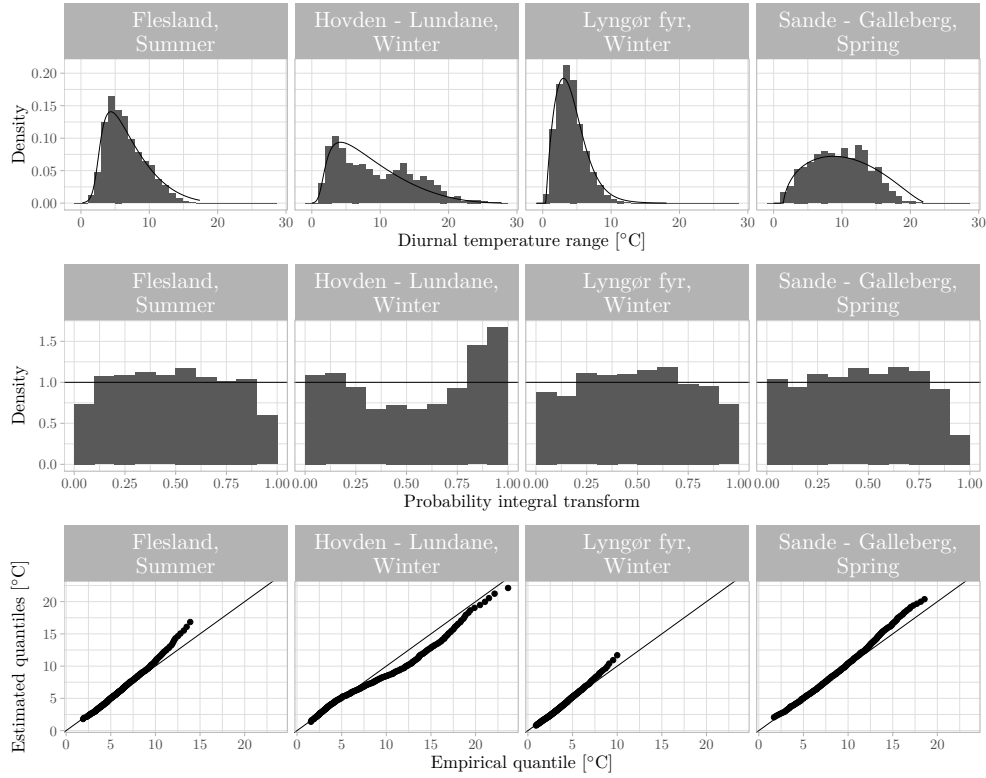 Flesland,
Summer
Hovden - Lundane,
Winter
Lyngør fyr,
Winter
Sande - Galleberg,
Spring
Density
0.20
0.15
0.10
0.05
0.00
0 10 20 30 0 10 20 30 0 10 20 30 0 10 20 30
Diurnal temperature range [°C]
Flesland,
Summer
Hovden - Lundane,
Winter
Lyngør fyr,
Winter
Sande - Galleberg,
Spring
Density
1.5
1.0
0.5
0.0
0.00 0.25 0.50 0.75 1.00 0.00 0.25 0.50 0.75 1.00 0.00 0.25 0.50 0.75 1.00 0.00 0.25 0.50 0.75 1.00
Probability integral transform
Flesland,
Summer
Hovden - Lundane,
Winter
Lyngør fyr,
Winter
Sande - Galleberg,
Spring
Estimated quantiles [°C]
20
15
10
5
0
0 5 10 15 20 0 5 10 15 20 0 5 10 15 20 0 5 10 15 20
Empirical quantile [°C]